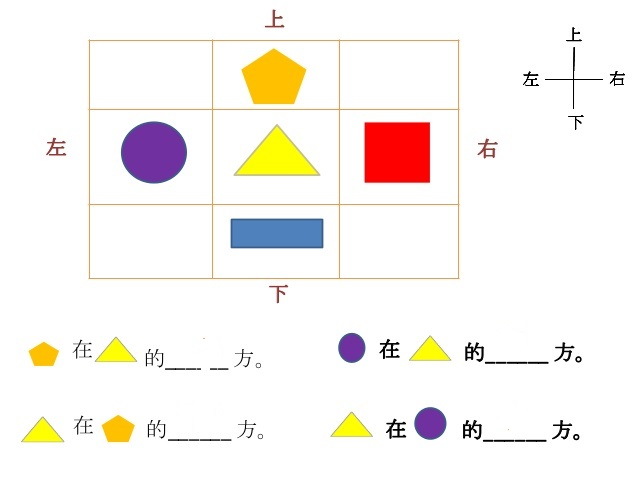 上
上
左 右
下
左
右
下
在 的___ __ 方。
在 的______ 方。
在 的______ 方。
在 的______ 方。